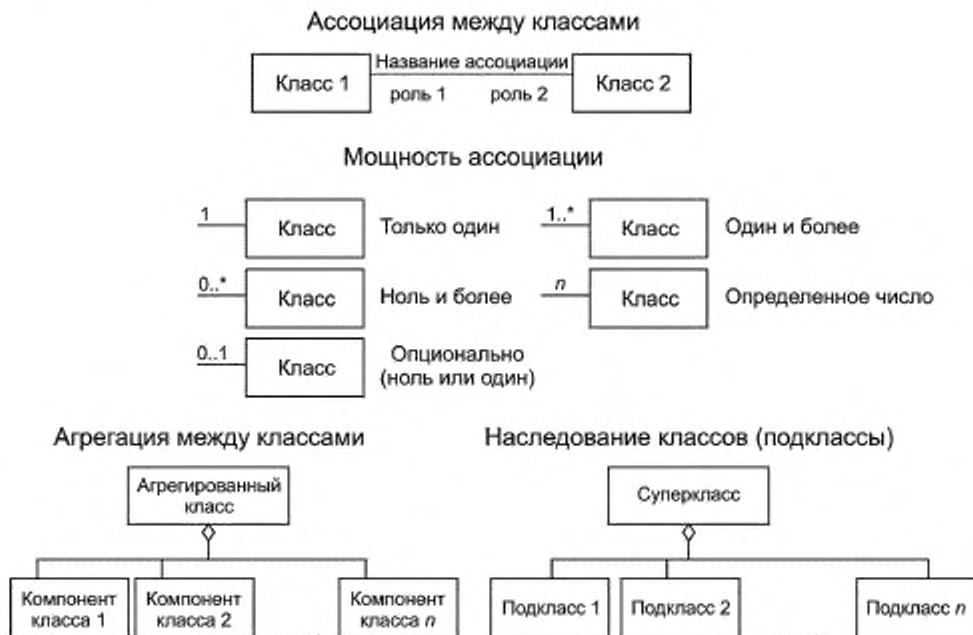 Ассоциация между классами
Название ассоциации
Класс 1
Класс 2
роль 1
роль 2
Мощность ассоциации
1
Класс
Только один
1..*
Класс
Один и более
0..*
Класс
Ноль и более
n
Класс
Определенное число
0..1
Класс
Опционально
(ноль или один)
Агрегация между классами
Наследование классов (подклассы)
Агрегированный
класс
Суперкласс
Компонент
класса 1
Компонент
класса 2
Компонент
класса n
Подкласс 1
Подкласс 2
Подкласс n